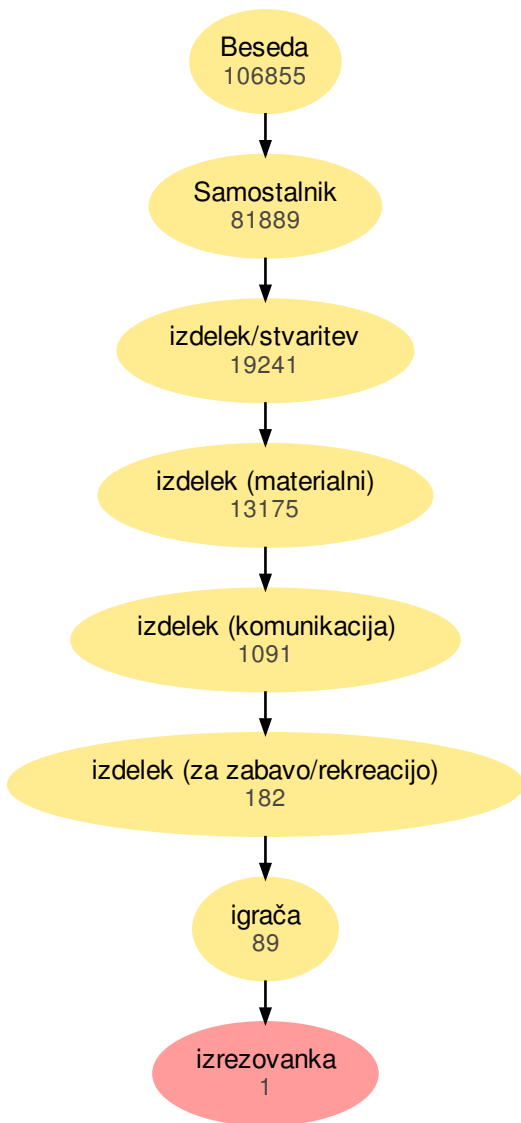 Beseda
106855
Samostalnik
81889
izdelek/stvaritev
19241
izdelek (materialni)
13175
izdelek (komunikacija)
1091
izdelek (za zabavo/rekreacijo)
182
igrača
89
izrezovanka
1